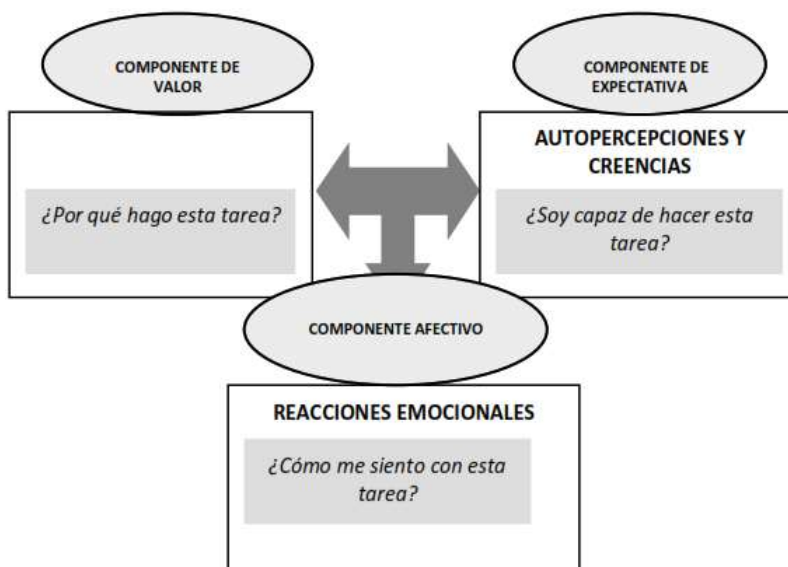 COMPONENTE DE
VALOR
¿Por qué hago esta tarea?
COMPONENTE DE
EXPECTATIVA
AUTOPERCEPCIONES Y
CREENCIAS
¿Soy capaz de hacer esta
tarea?
COMPONENTE AFECTIVO
REACCIONES EMOCIONALES
¿Cómo me siento con esta
tarea?